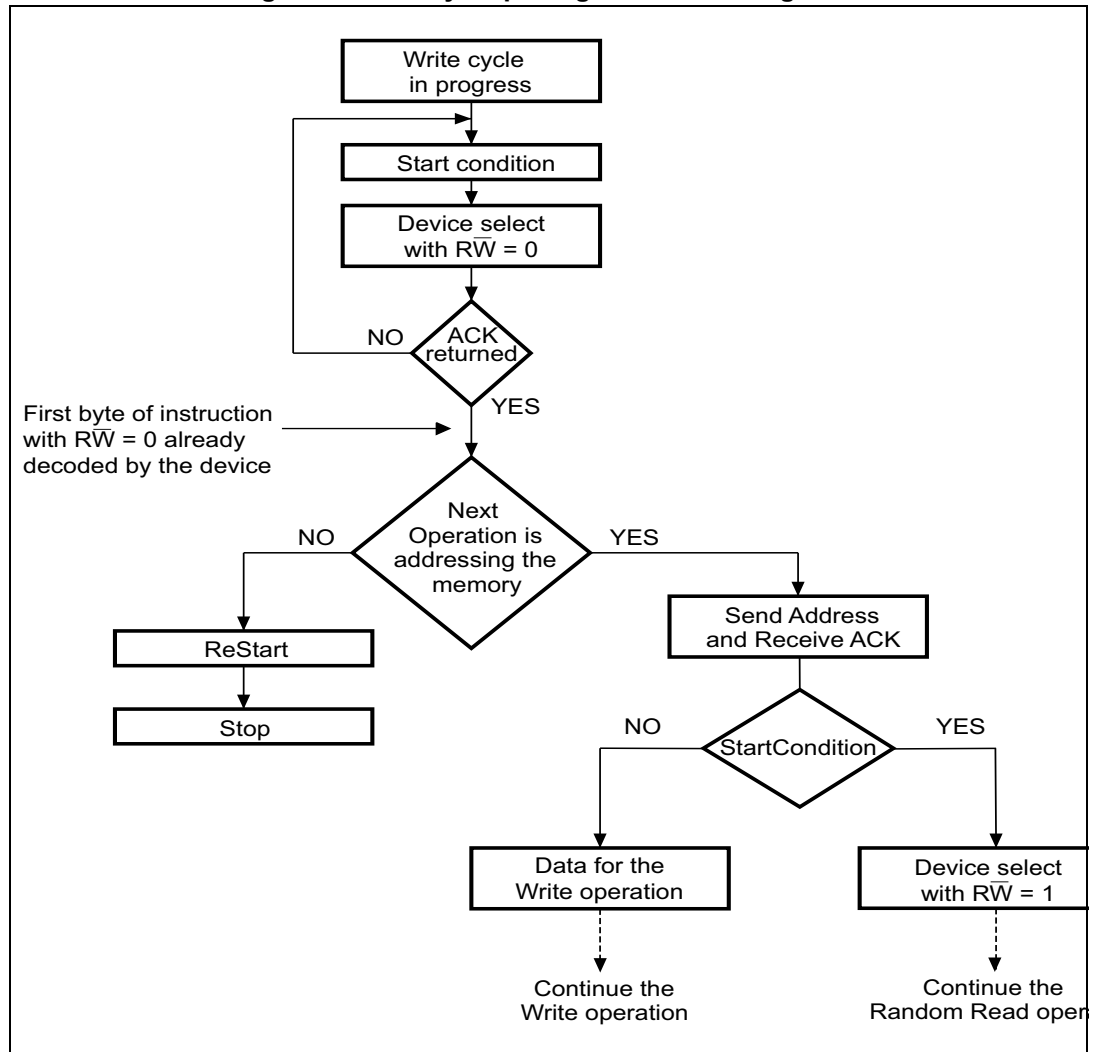 Write cycle
in progress
Start condition
Device select
with RW̅ = 0
ACK
returned
NO
YES
First byte of instruction
with RW̅ = 0 already
decoded by the device
Next
Operation is
addressing the
memory
NO
YES
ReStart
Stop
Send Address
and Receive ACK
StartCondition
NO
YES
Data for the
Write operation
Device select
with RW̅ = 1
Continue the
Write operation
Continue the
Random Read